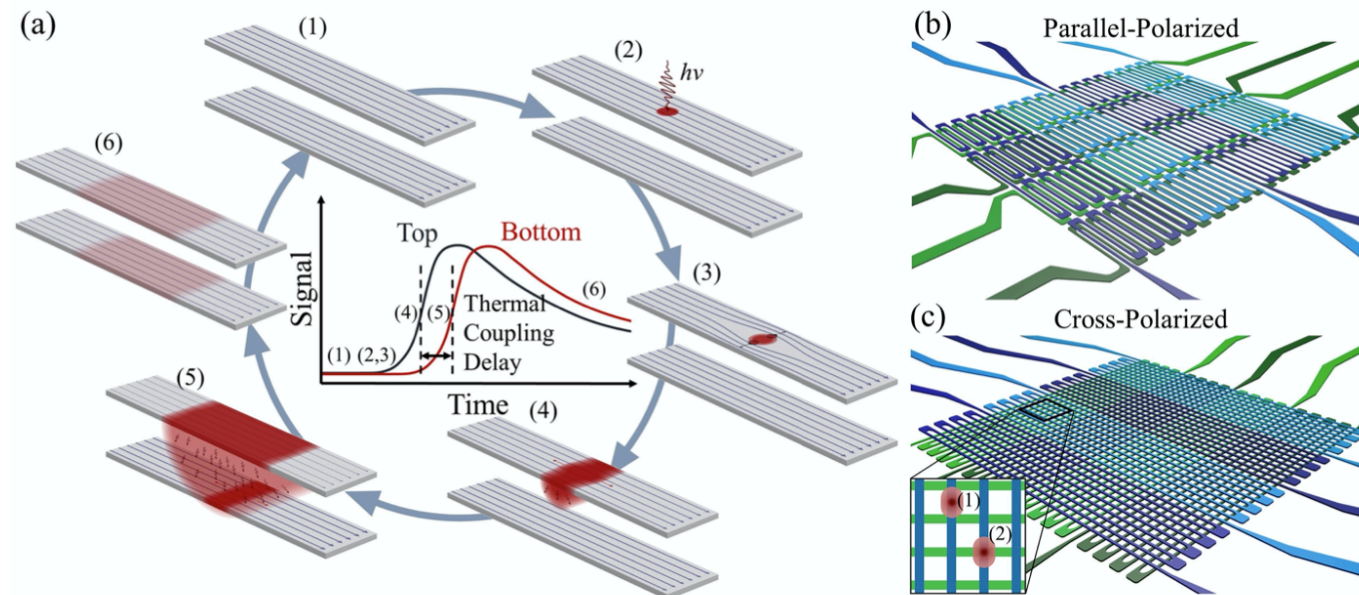 (a)
(1)
(2)
hν
(3)
(4)
(5)
(6)
Signal
Time
Top
Bottom
(1)
(2,3)
(4)
(5)
(6)
Thermal
Coupling
Delay
(b)
Parallel-Polarized
(c)
Cross-Polarized
(1)
(2)